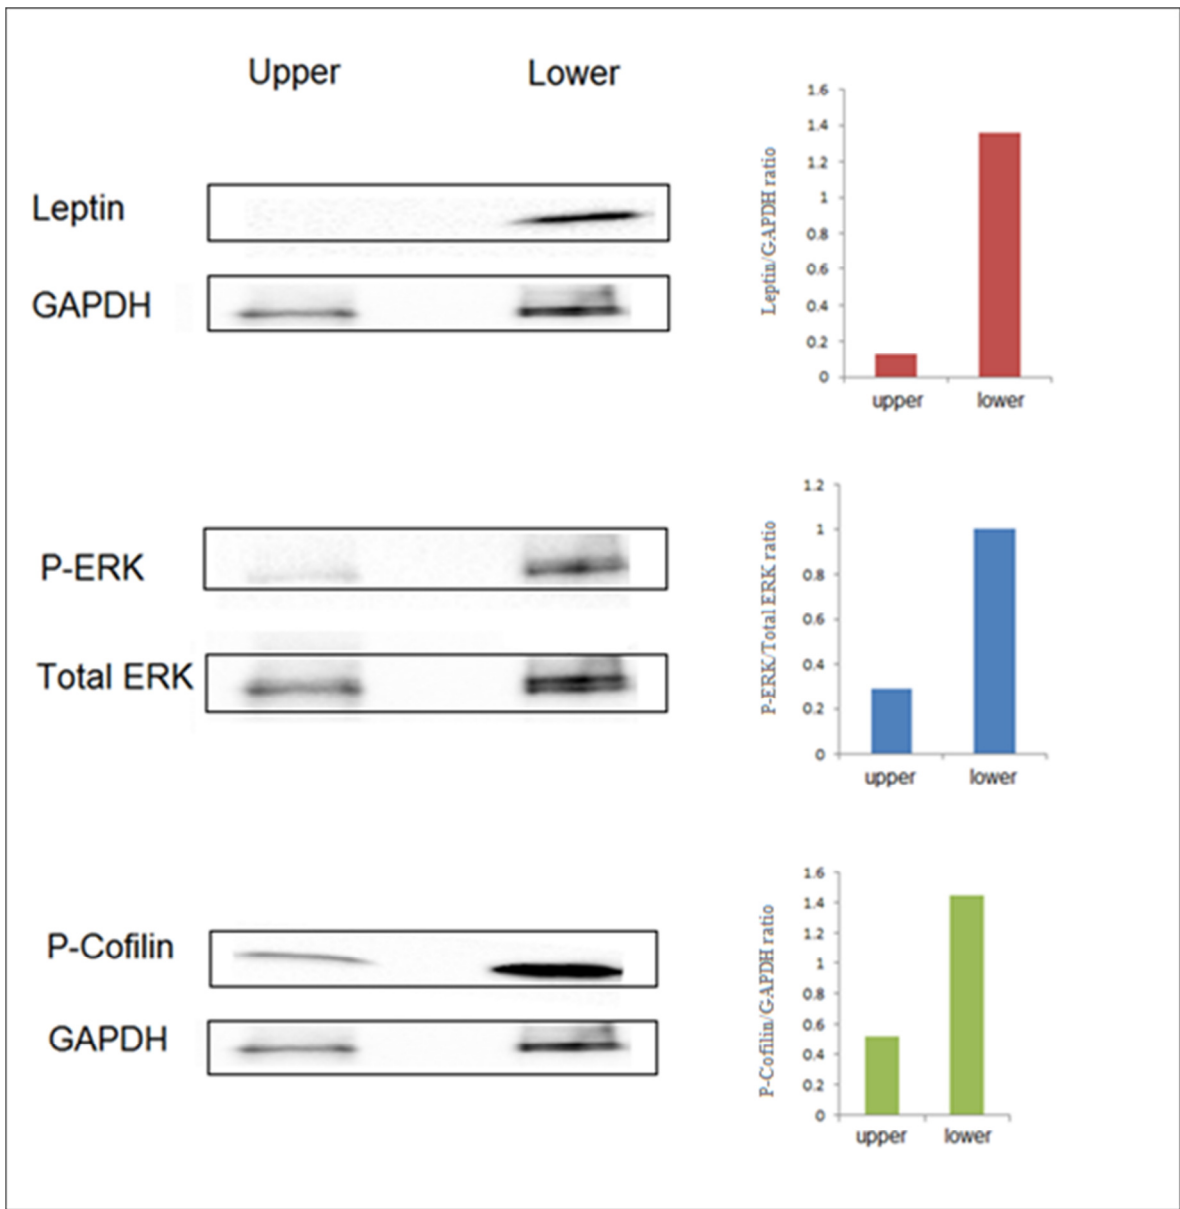 Upper Lower
Leptin
GAPDH
Leptin/GAPDH ratio
1.6
1.4
1.2
1
0.8
0.6
0.4
0.2
0
upper lower
P-ERK
Total ERK
P-ERK/Total ERK ratio
1.2
1
0.8
0.6
0.4
0.2
0
upper lower
P-Cofilin
GAPDH
P-Cofilin/GAPDH ratio
1.6
1.4
1.2
1
0.8
0.6
0.4
0.2
0
upper lower